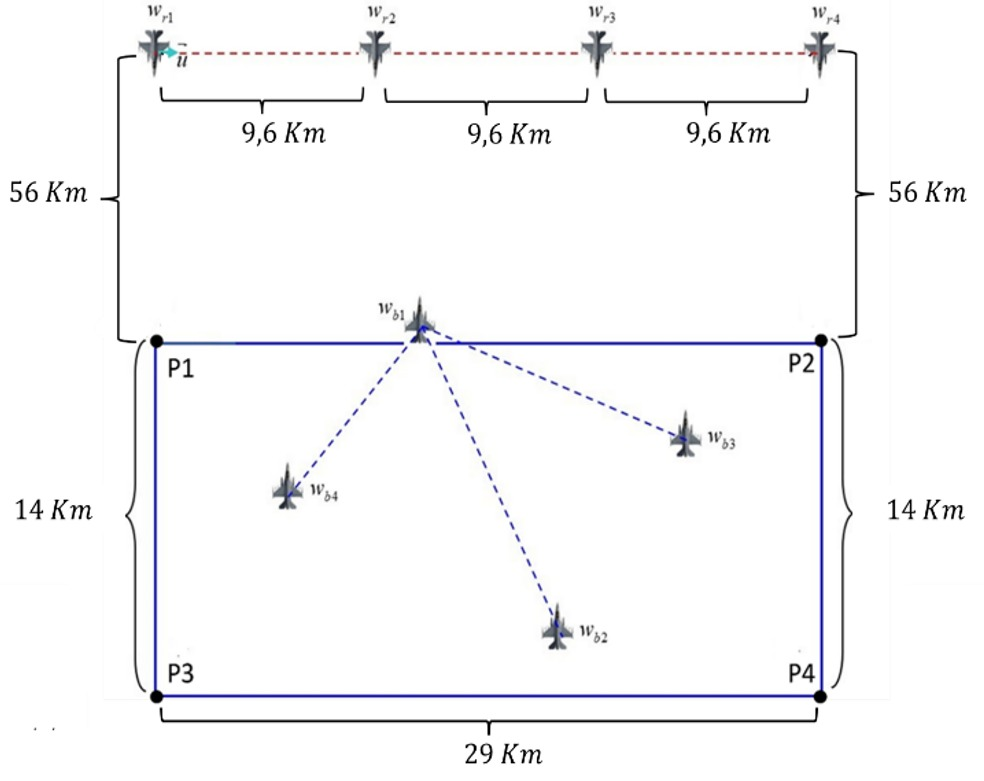 w_r1 w_r2 w_r3 w_r4
u⃗
9,6 Km 9,6 Km 9,6 Km
56 Km 56 Km
w_b1
P1 P2
w_b3
w_b4
14 Km 14 Km
w_b2
P3 P4
29 Km